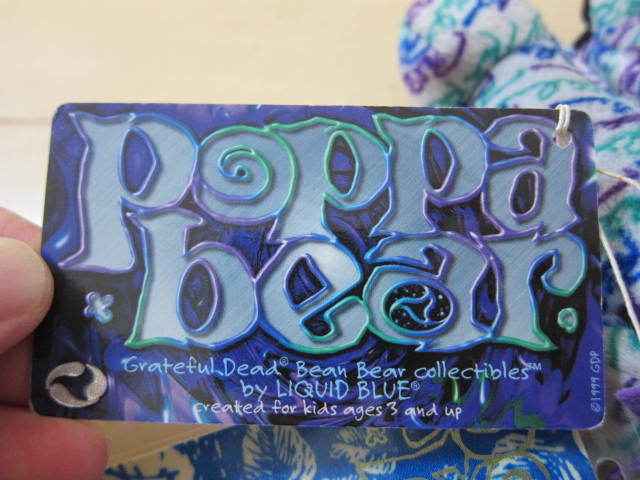 poppa
bear.
Grateful Dead® Bean Bear collectibles™
by LIQUID BLUE®
created for kids ages 3 and up
©1999 GDP